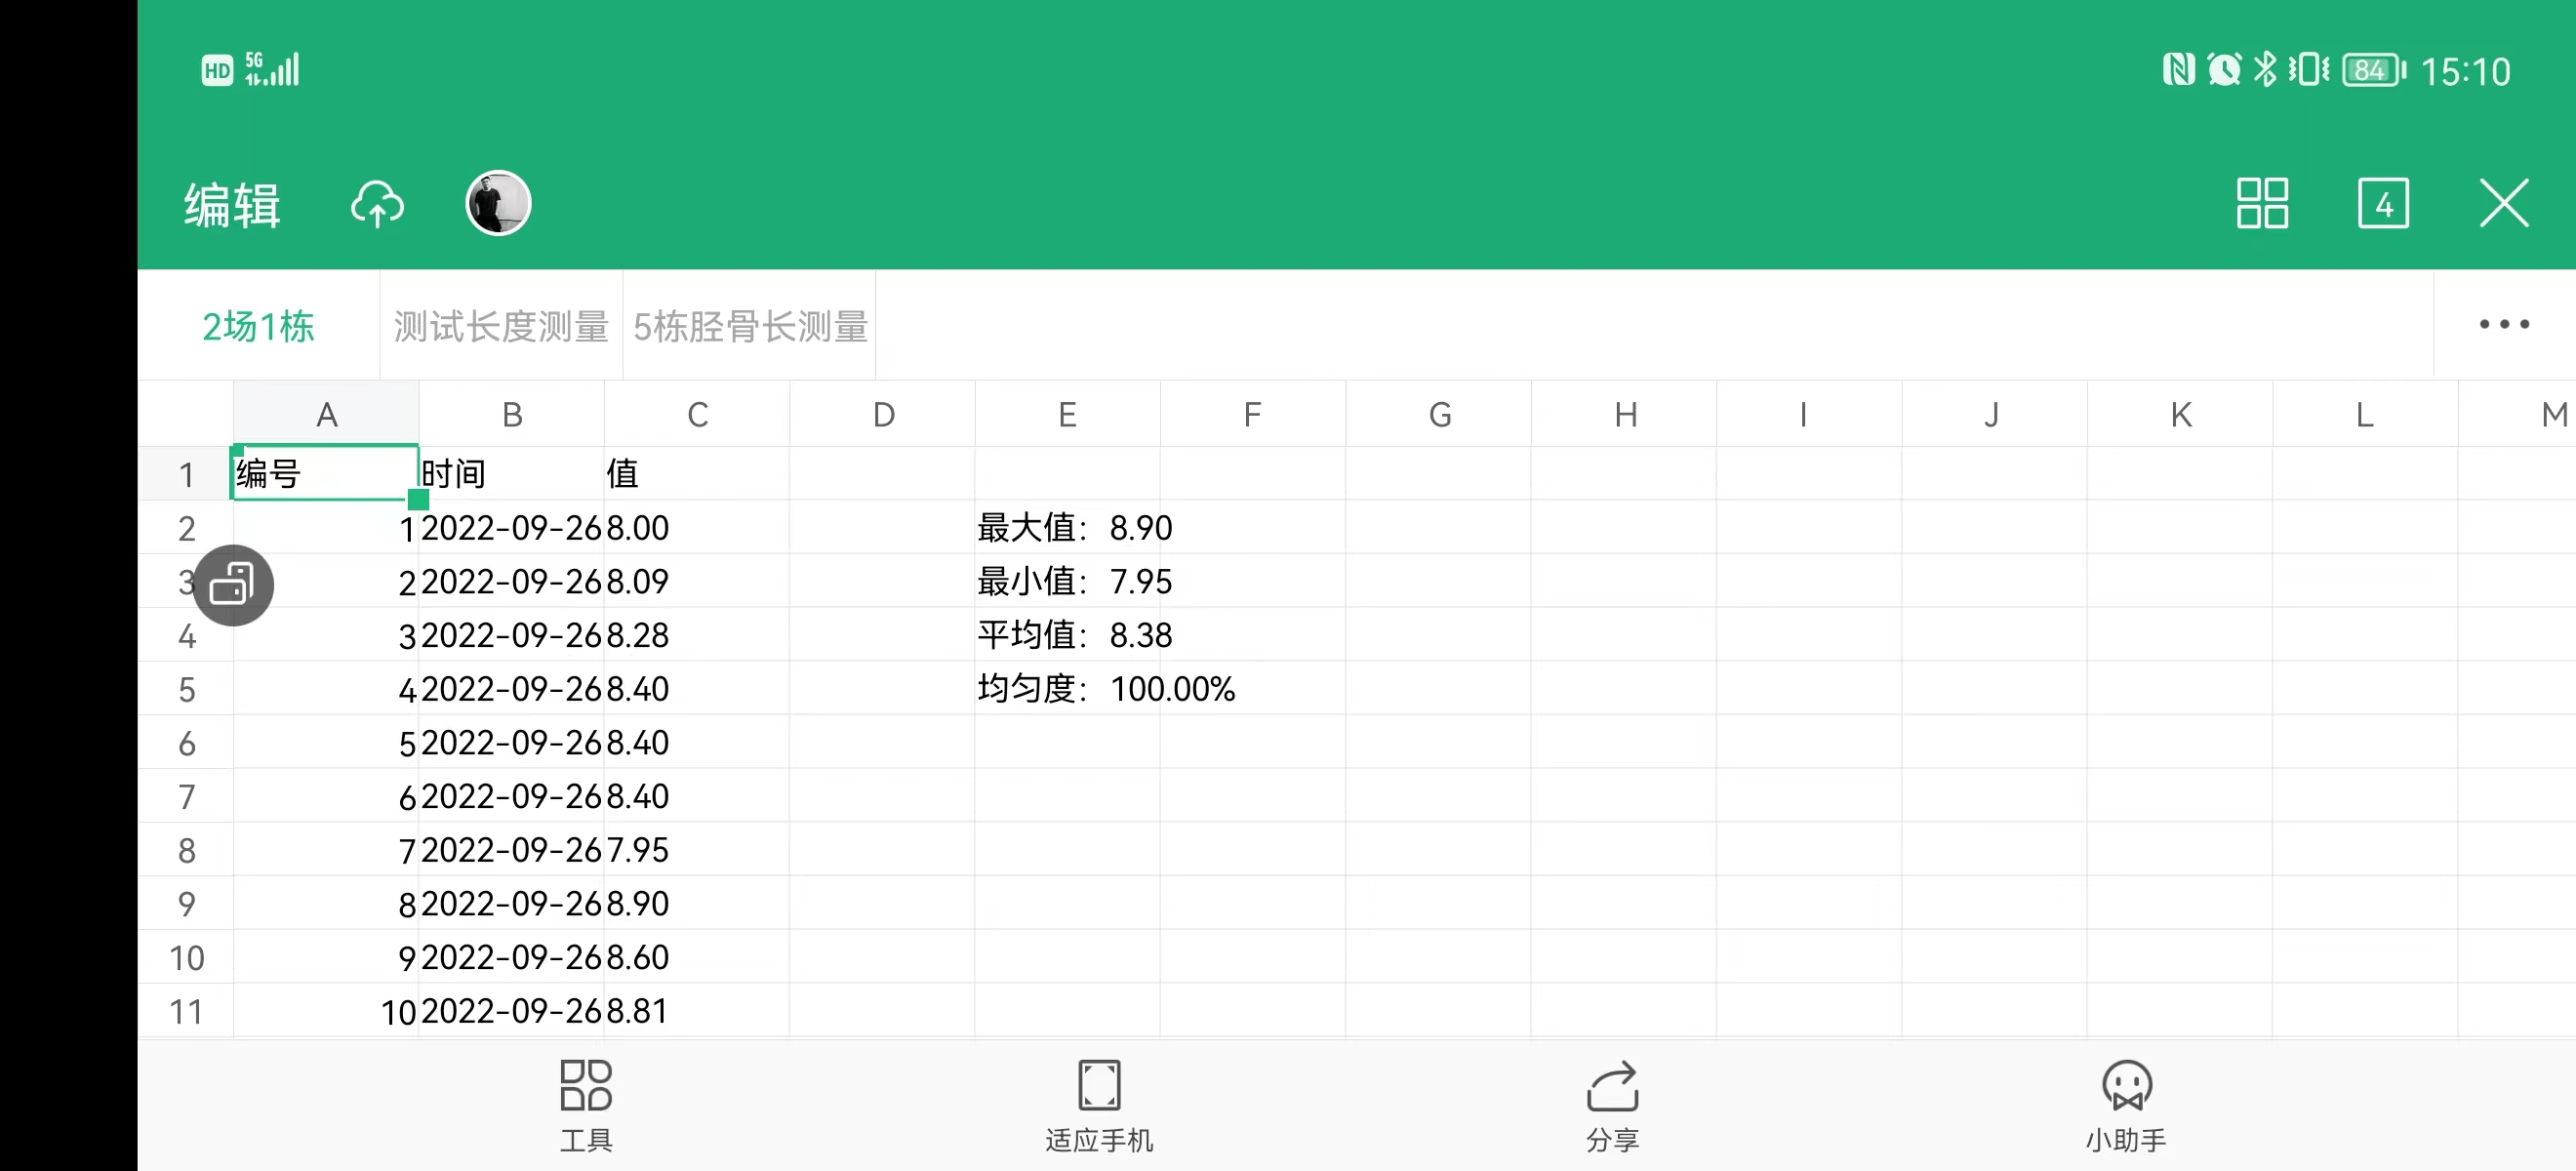 HD 5G 84 15:10
编辑 4
2场1栋 测试长度测量 5栋胫骨长测量
A B C D E F G H I J K L M
1 编号 时间 值
2 1 2022-09-26 8.00 最大值：8.90
3 2 2022-09-26 8.09 最小值：7.95
4 3 2022-09-26 8.28 平均值：8.38
5 4 2022-09-26 8.40 均匀度：100.00%
6 5 2022-09-26 8.40
7 6 2022-09-26 8.40
8 7 2022-09-26 7.95
9 8 2022-09-26 8.90
10 9 2022-09-26 8.60
11 10 2022-09-26 8.81
工具 适应手机 分享 小助手